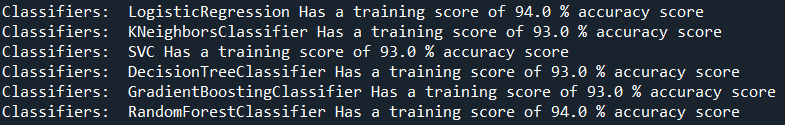 Classifiers:  LogisticRegression Has a training score of 94.0 % accuracy score
Classifiers:  KNeighborsClassifier Has a training score of 93.0 % accuracy score
Classifiers:  SVC Has a training score of 93.0 % accuracy score
Classifiers:  DecisionTreeClassifier Has a training score of 93.0 % accuracy score
Classifiers:  GradientBoostingClassifier Has a training score of 93.0 % accuracy score
Classifiers:  RandomForestClassifier Has a training score of 94.0 % accuracy score